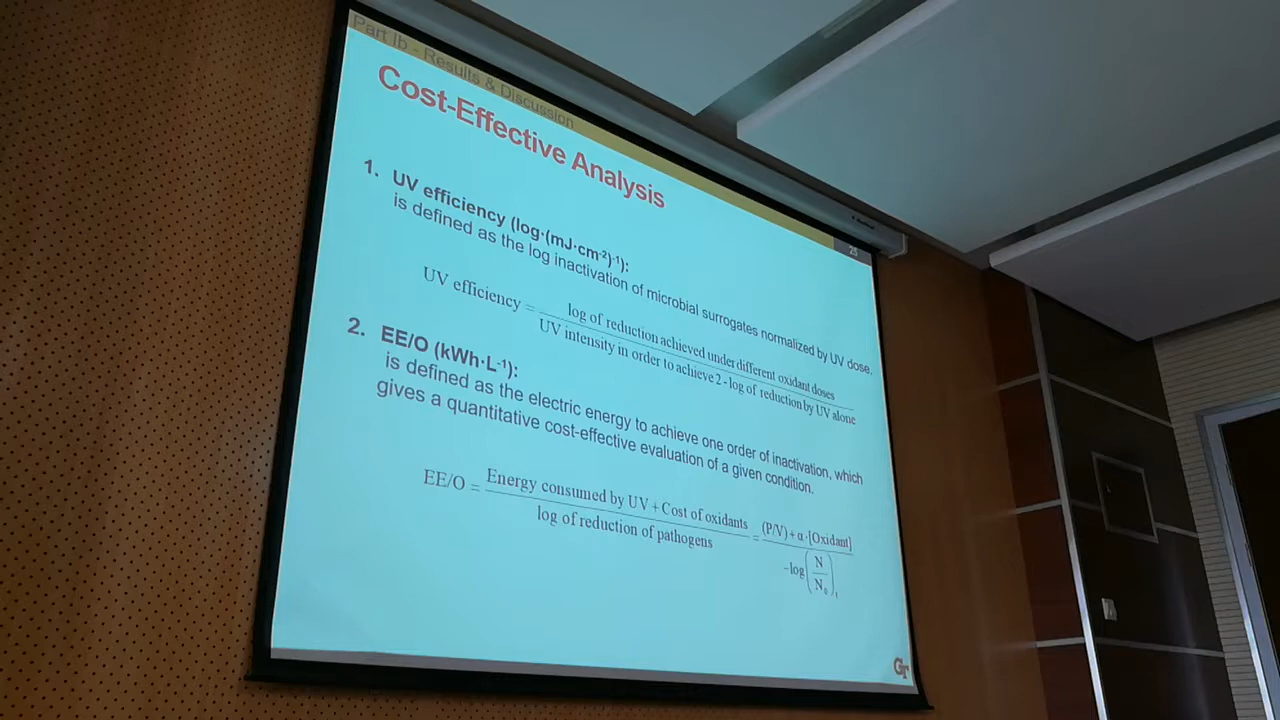 Part Ib - Results & Discussion
Cost-Effective Analysis
25
1. UV efficiency (log·(mJ·cm⁻²)⁻¹):
is defined as the log inactivation of microbial surrogates normalized by UV dose.
UV efficiency = log of reduction achieved under different oxidant doses
UV intensity in order to achieve 2 - log of reduction by UV alone
2. EE/O (kWh·L⁻¹):
is defined as the electric energy to achieve one order of inactivation, which
gives a quantitative cost-effective evaluation of a given condition.
EE/O = Energy consumed by UV + Cost of oxidants = (P/V) + α·[Oxidant]
log of reduction of pathogens -log(N/N₀)
GT